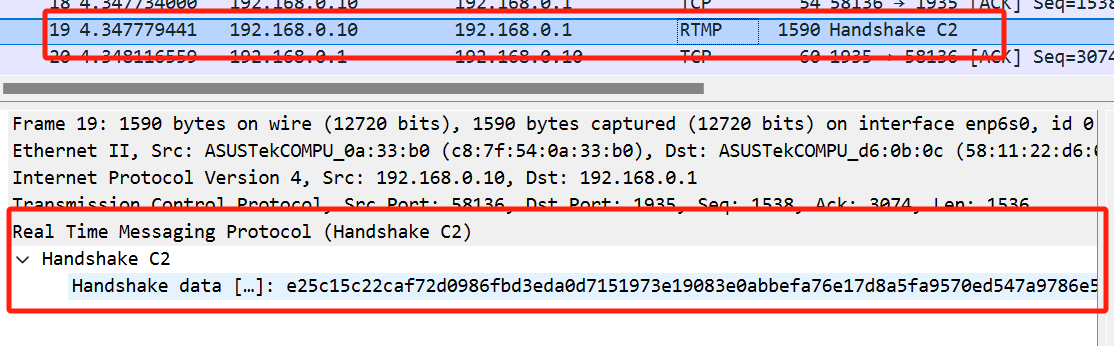 18 4.347734000 192.168.0.10 192.168.0.1 TCP 54 58136 → 1935 [ACK] Seq=1538
19 4.347779441 192.168.0.10 192.168.0.1 RTMP 1590 Handshake C2
20 4.348116559 192.168.0.1 192.168.0.10 TCP 60 1935 → 58136 [ACK] Seq=3074
Frame 19: 1590 bytes on wire (12720 bits), 1590 bytes captured (12720 bits) on interface enp6s0, id 0
Ethernet II, Src: ASUSTekCOMPU_0a:33:b0 (c8:7f:54:0a:33:b0), Dst: ASUSTekCOMPU_d6:0b:0c (58:11:22:d6:0
Internet Protocol Version 4, Src: 192.168.0.10, Dst: 192.168.0.1
Transmission Control Protocol, Src Port: 58136, Dst Port: 1935, Seq: 1538, Ack: 3074, Len: 1536
Real Time Messaging Protocol (Handshake C2)
Handshake C2
Handshake data […]: e25c15c22caf72d0986fbd3eda0d7151973e19083e0abbefa76e17d8a5fa9570ed547a9786e5